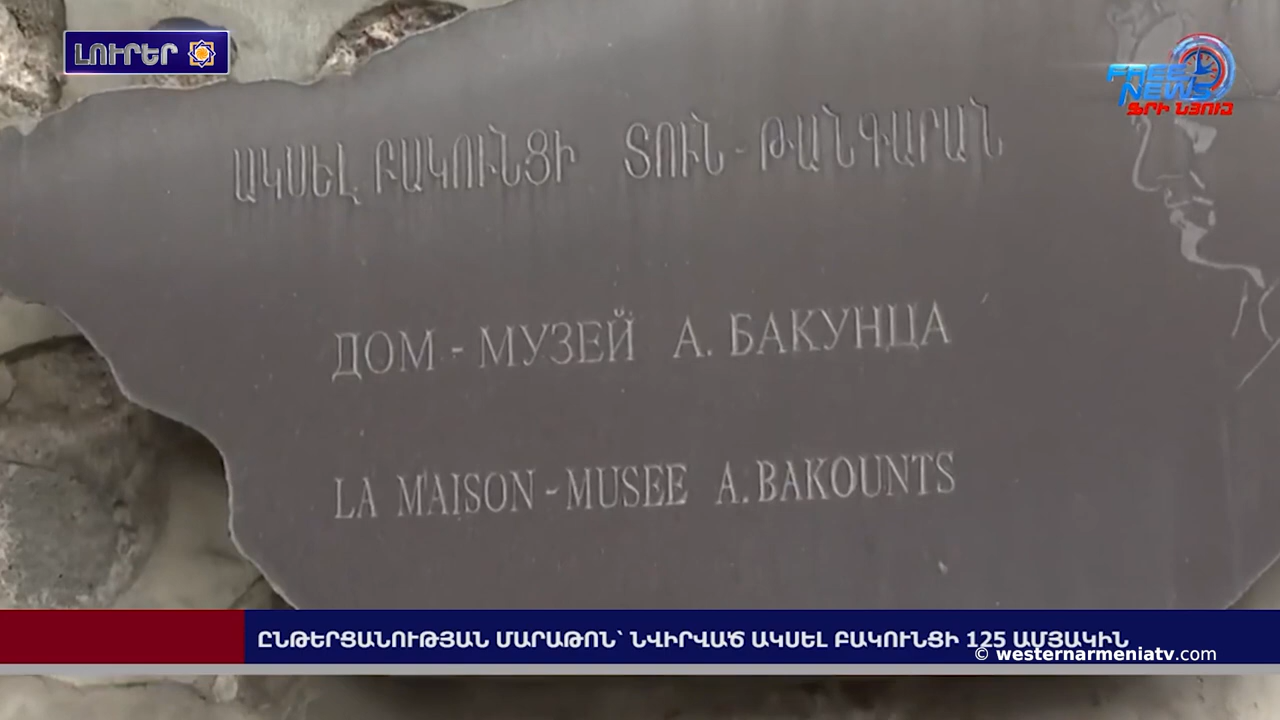 ԼՈՒՐԵՐ
FREE NEWS
ՖՐԻ ՆՅՈՒԶ
ԱԿՍԵԼ ԲԱԿՈՒՆՑԻ ՏՈՒՆ - ԹԱՆԳԱՐԱՆ
ДОМ - МУЗЕЙ А. БАКУНЦА
LA MAISON - MUSEE A. BAKOUNTS
ԸՆԹԵՐՑԱՆՈՒԹՅԱՆ ՄԱՐԱԹՈՆ՝ ՆՎԻՐՎԱԾ ԱԿՍԵԼ ԲԱԿՈՒՆՑԻ 125 ԱՄՅԱԿԻՆ
© westernarmeniatv.com